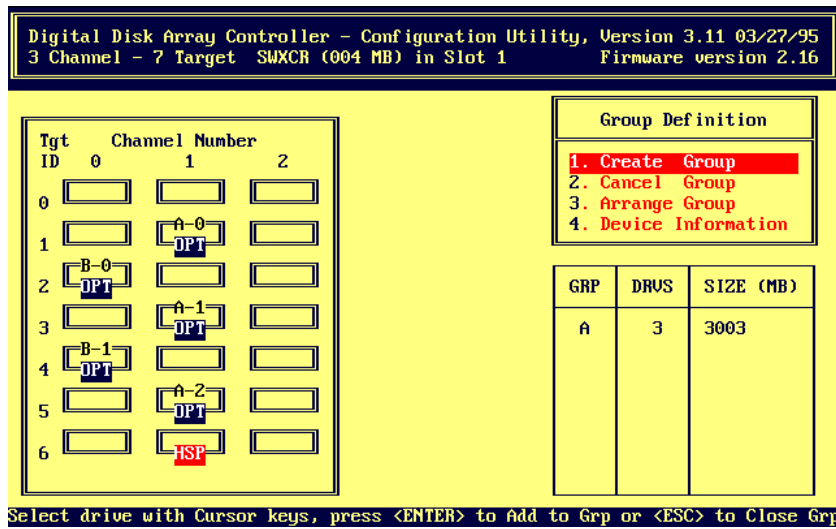 Digital Disk Array Controller - Configuration Utility, Version 3.11 03/27/95
3 Channel - 7 Target SWXCR (004 MB) in Slot 1 Firmware version 2.16
Tgt Channel Number
ID 0 1 2
0
1 A-0 OPT
2 B-0 OPT
3 A-1 OPT
4 B-1 OPT
5 A-2 OPT
6 HSP
Group Definition
1. Create Group
2. Cancel Group
3. Arrange Group
4. Device Information
GRP DRVS SIZE (MB)
A 3 3003
Select drive with Cursor keys, press <ENTER> to Add to Grp or <ESC> to Close Grp